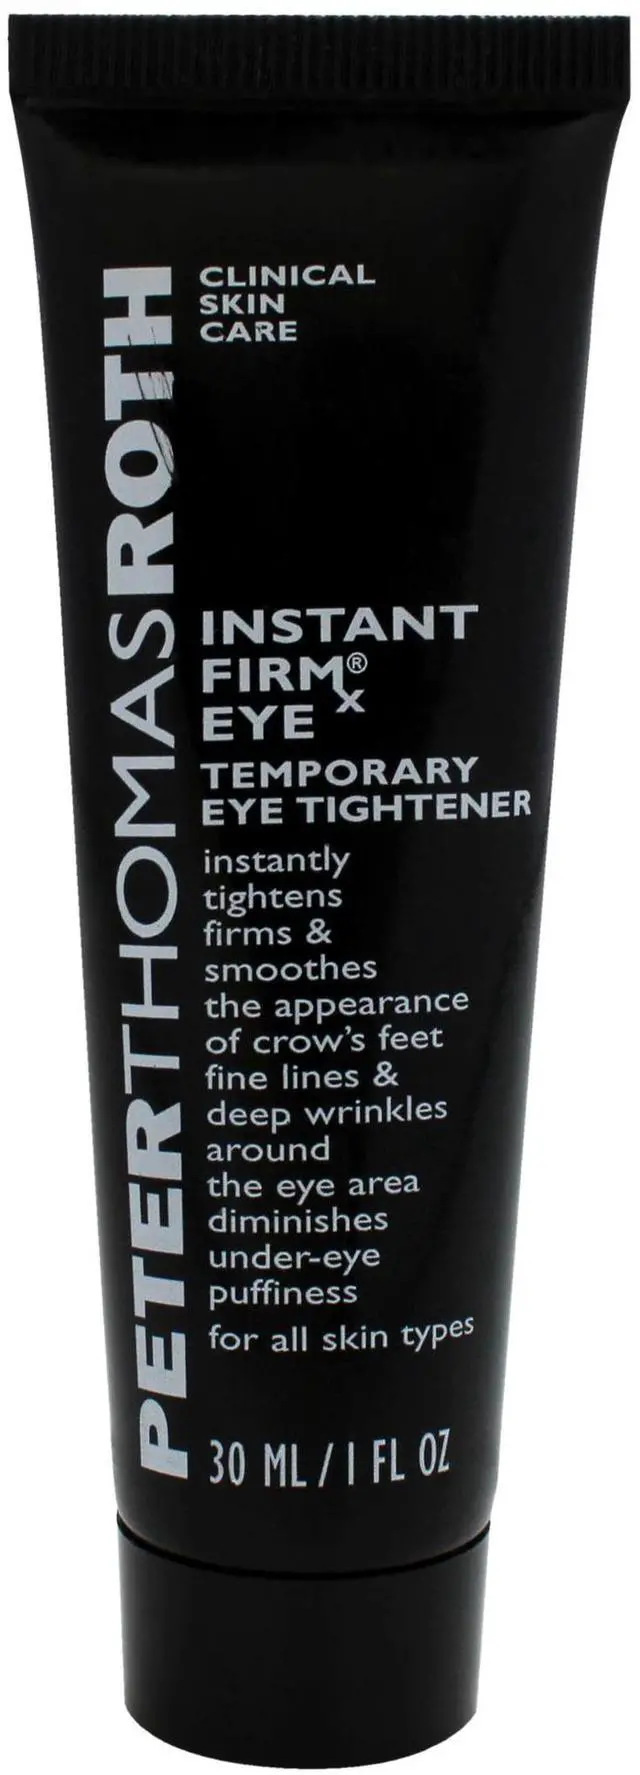 PETERTHOMASROTH
CLINICAL
SKIN
CARE
INSTANT
FIRMx®
EYE
TEMPORARY
EYE TIGHTENER
instantly
tightens
firms &
smoothes
the appearance
of crow's feet
fine lines &
deep wrinkles
around
the eye area
diminishes
under-eye
puffiness
for all skin types
30 ML / 1 FL OZ